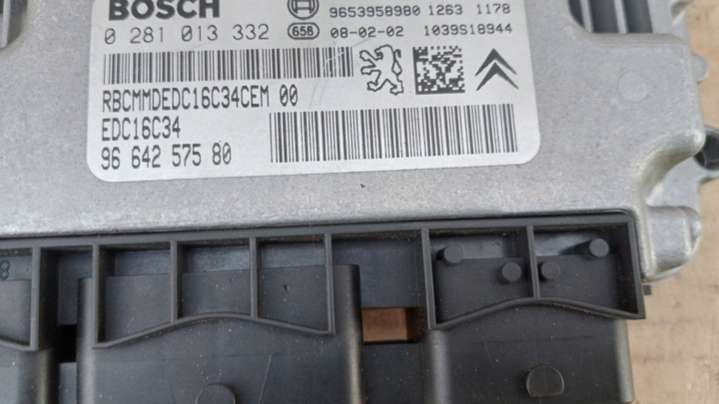 BOSCH
9653958980 1263 1178
0 281 013 332 658 08-02-02 1039S18944
RBCMMDEDC16C34CEM 00
EDC16C34
96 642 575 80
8